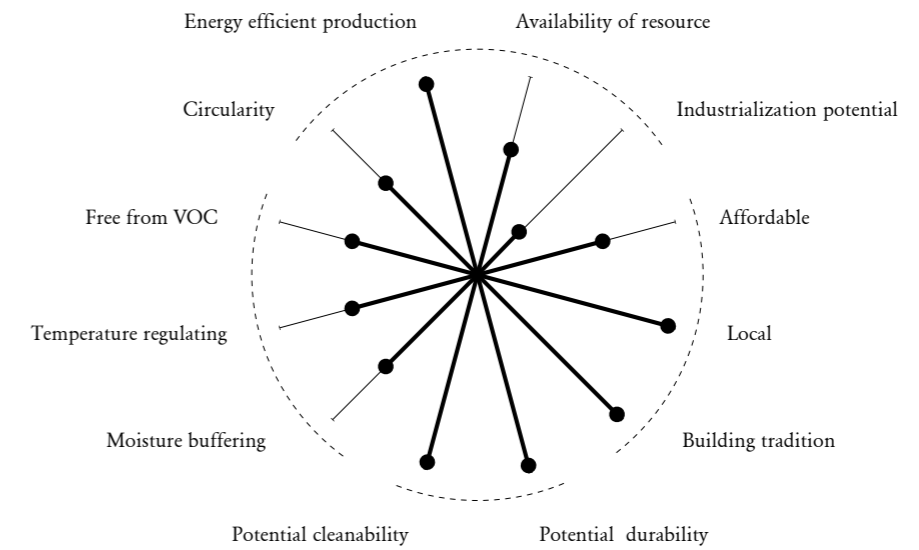 Energy efficient production
Availability of resource
Circularity
Industrialization potential
Free from VOC
Affordable
Temperature regulating
Local
Moisture buffering
Building tradition
Potential cleanability
Potential  durability